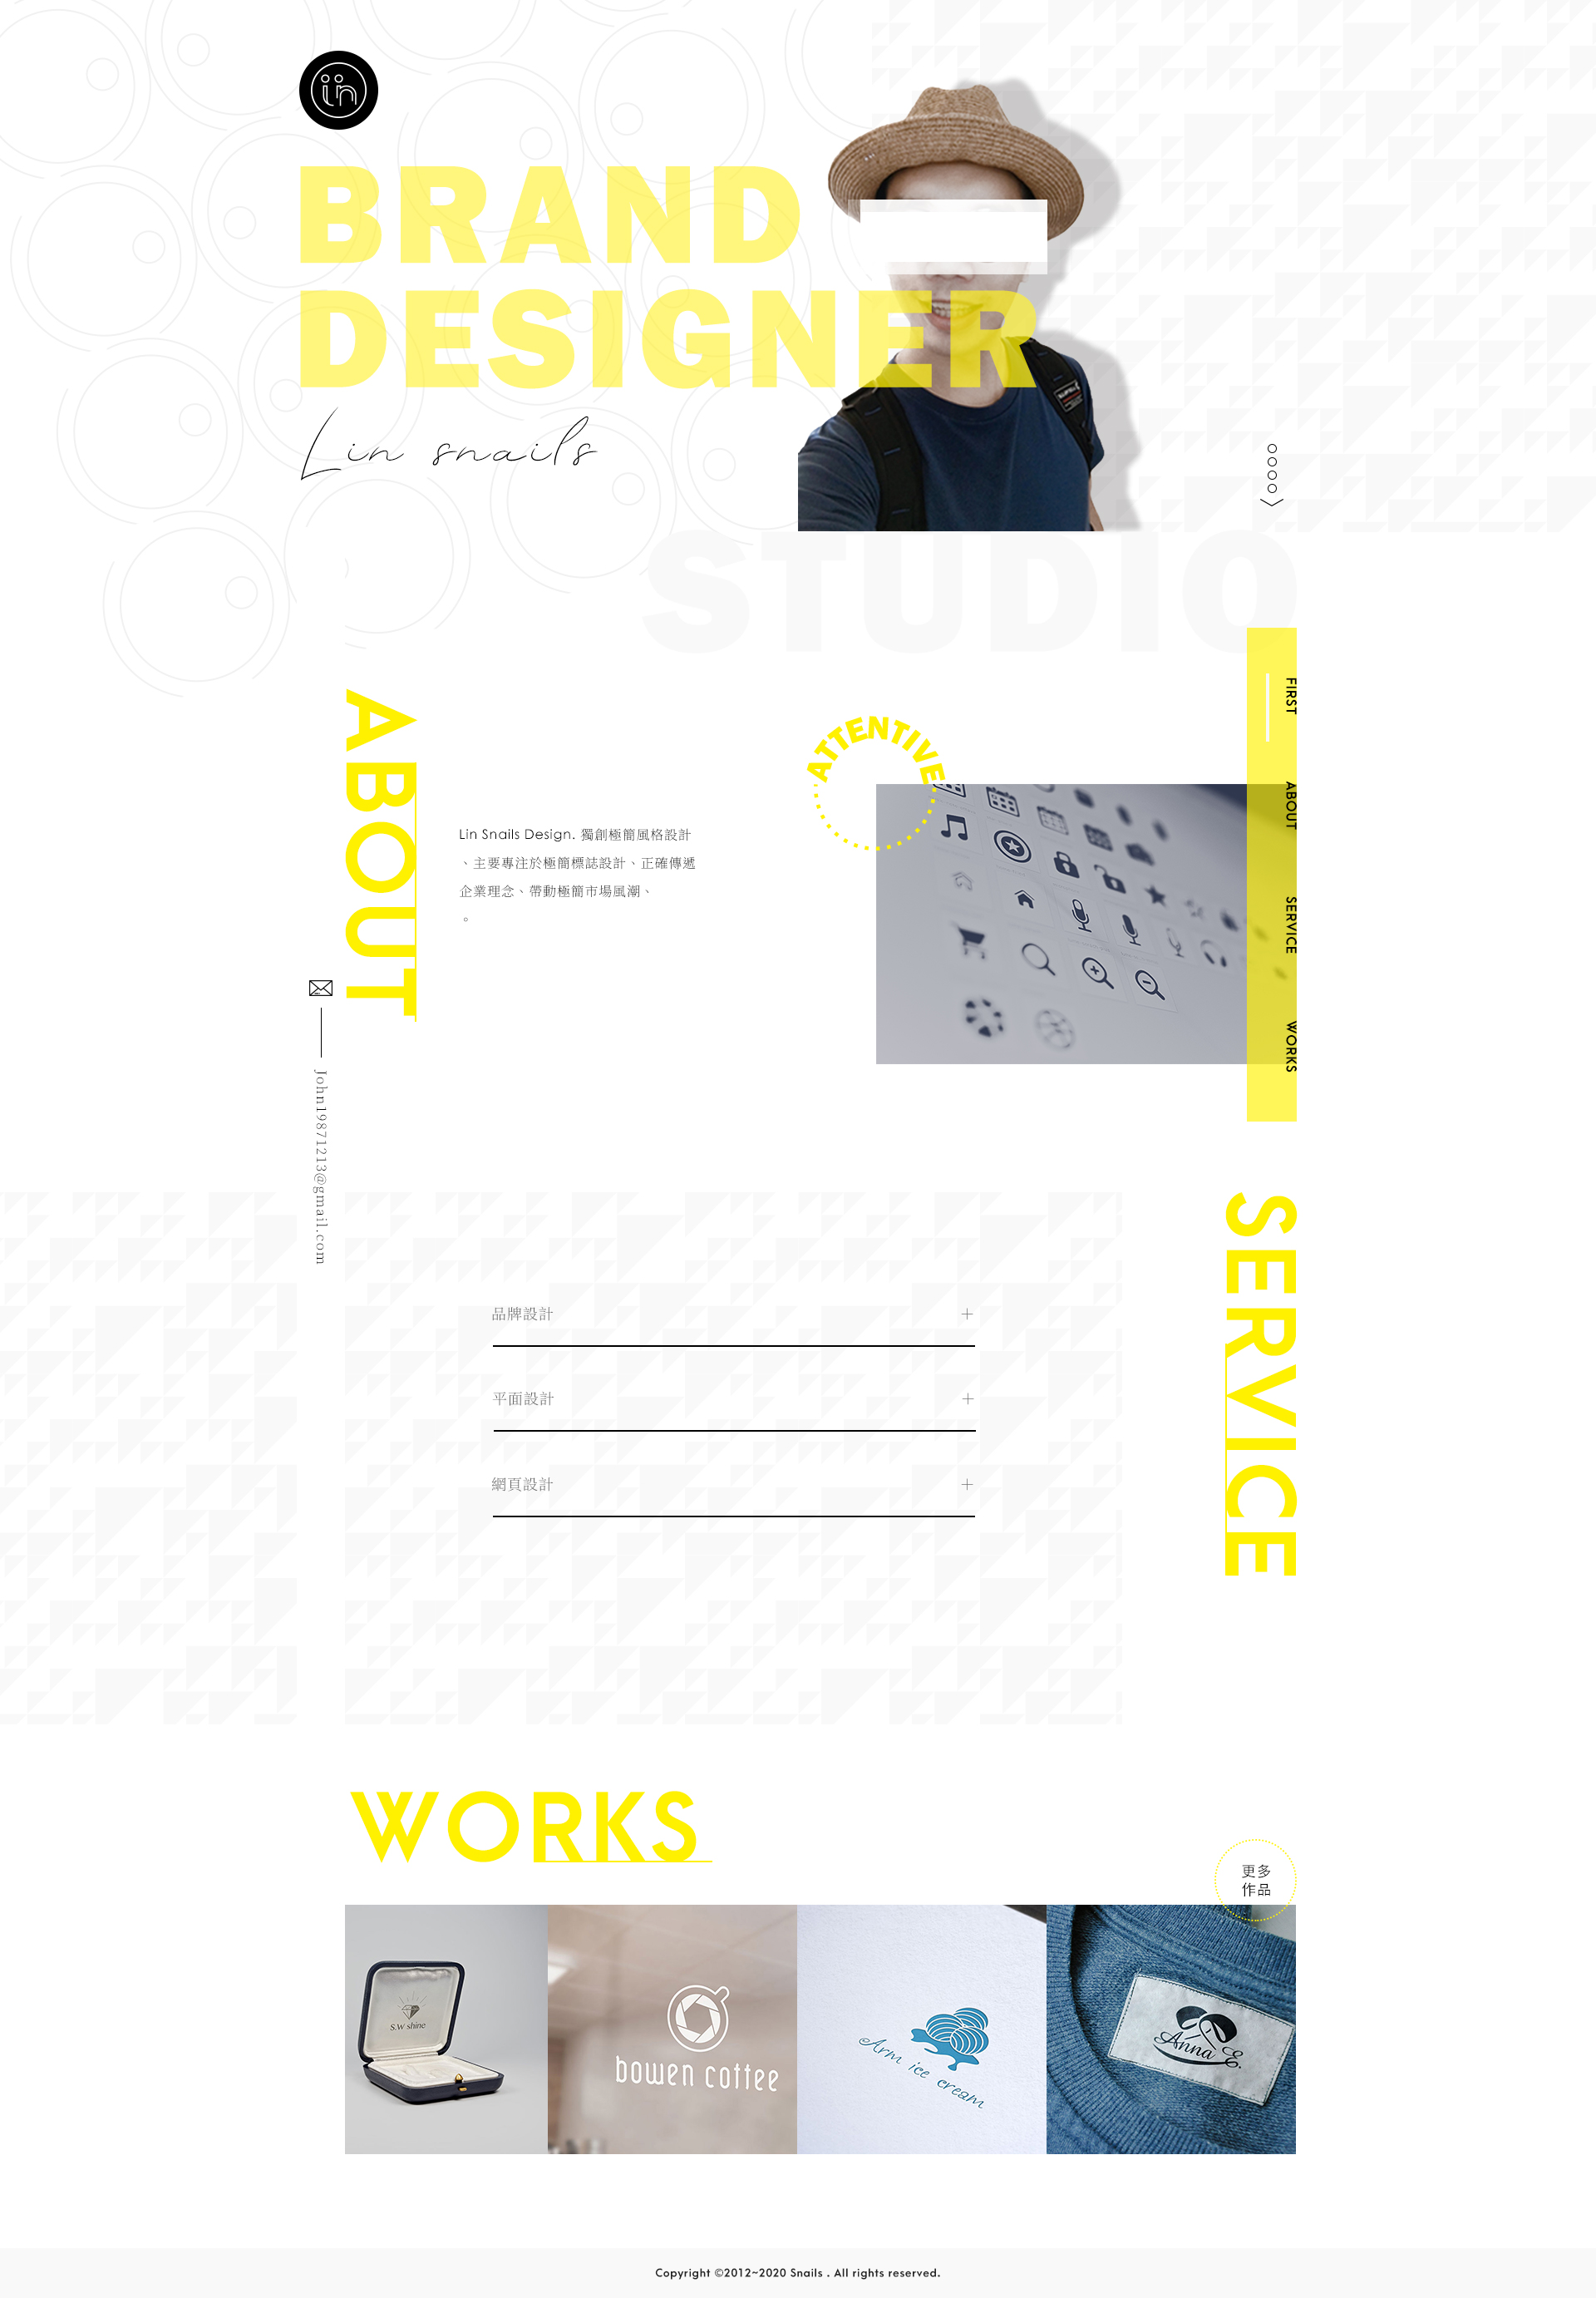 in
BRAND
DESIGNER
Lin snails
STUDIO
FIRST
ABOUT
SERVICE
WORKS
ABOUT
ATTENTIVE
Lin Snails Design. 獨創極簡風格設計
、主要專注於極簡標誌設計、正確傳遞
企業理念、帶動極簡市場風潮、
。
John19871213@gmail.com
SERVICE
品牌設計 +
平面設計 +
網頁設計 +
WORKS
更多
作品
S.W shine
bowen cottee
Arm ice cream
Anna E.
Copyright ©2012~2020 Snails . All rights reserved.